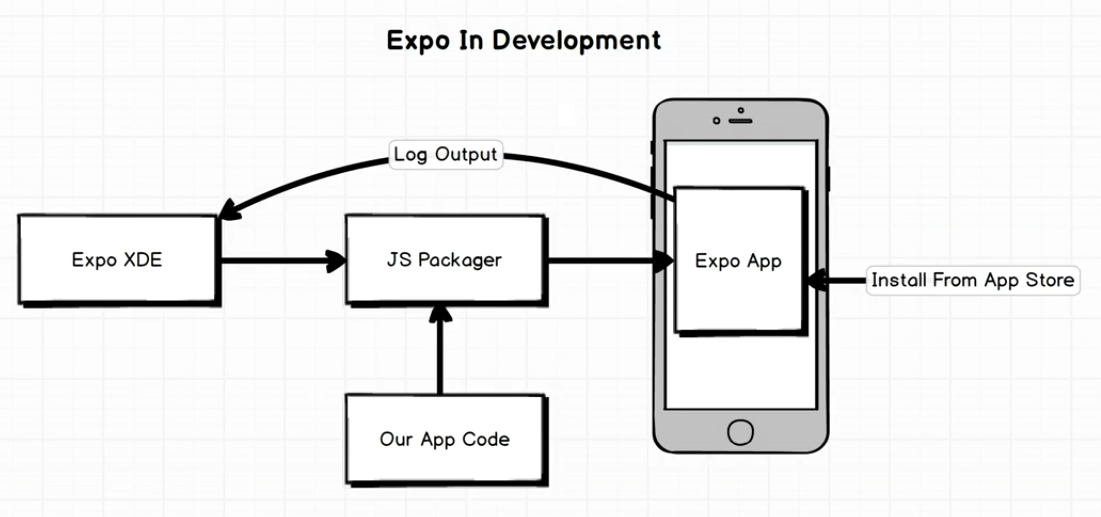 Expo In Development
Log Output
Expo XDE
JS Packager
Expo App
Install From App Store
Our App Code